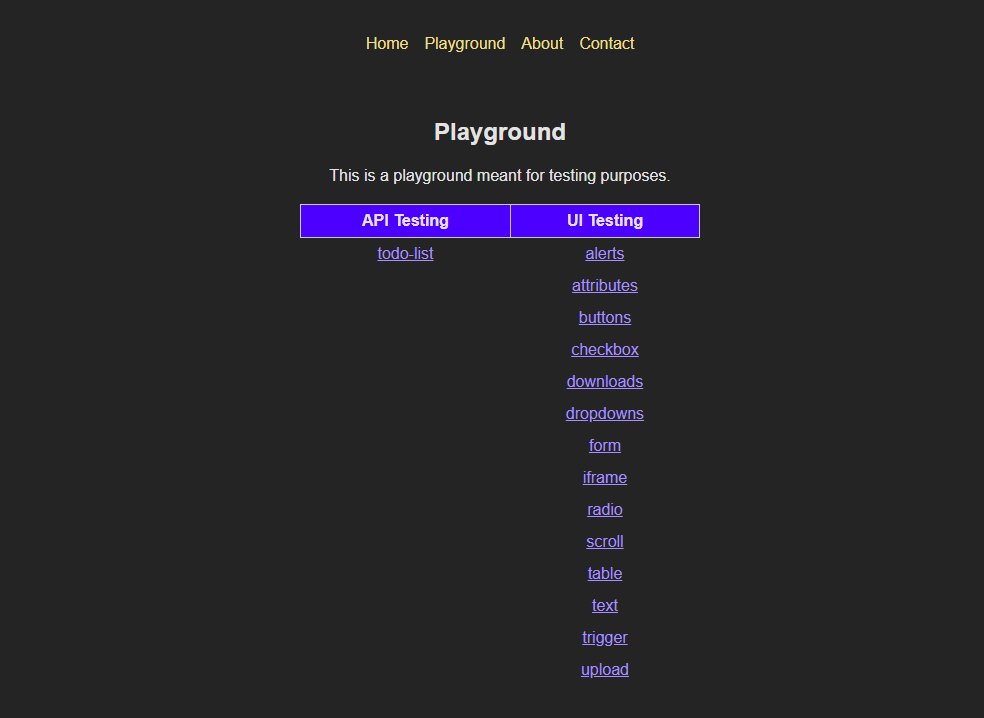 Home Playground About Contact
Playground
This is a playground meant for testing purposes.
API Testing UI Testing
todo-list alerts
attributes
buttons
checkbox
downloads
dropdowns
form
iframe
radio
scroll
table
text
trigger
upload